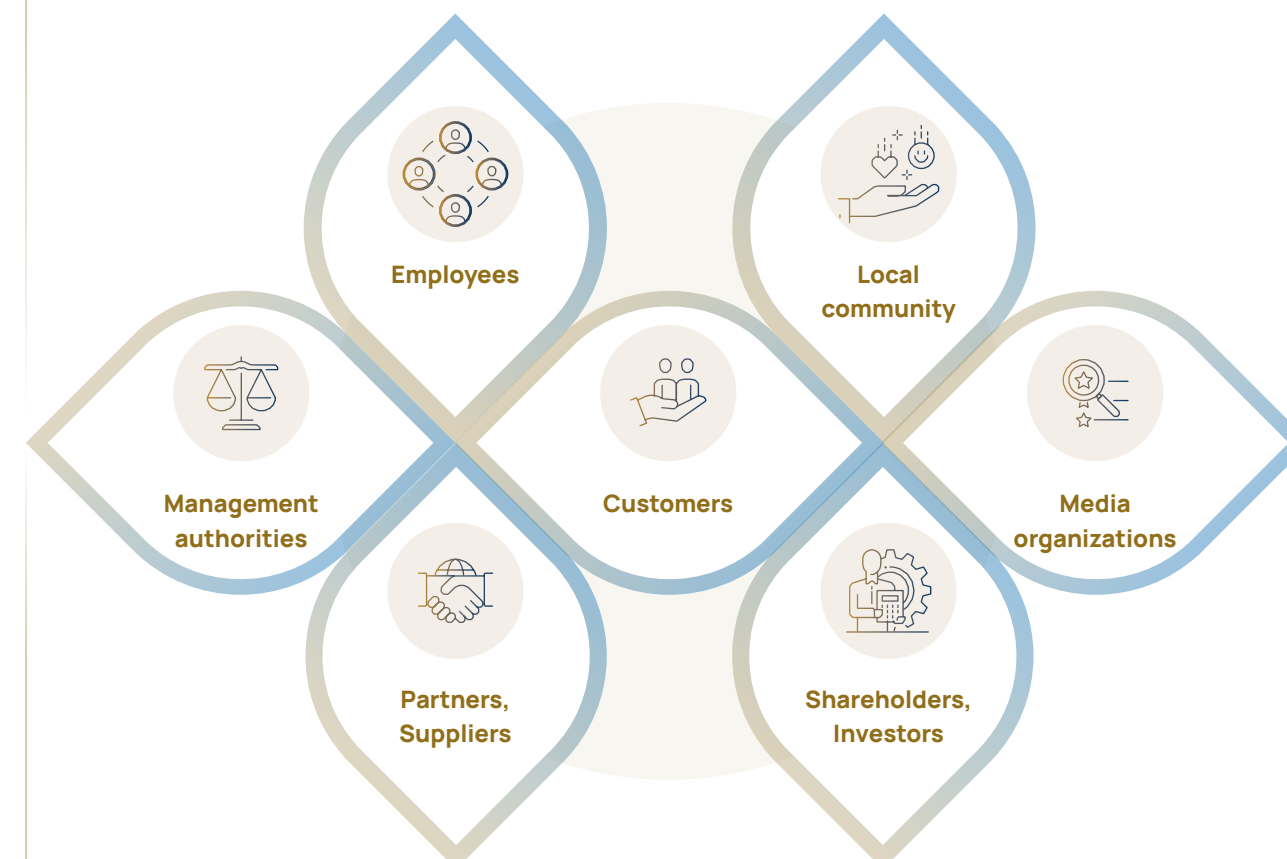 Employees
Local
community
Management
authorities
Customers
Media
organizations
Partners,
Suppliers
Shareholders,
Investors